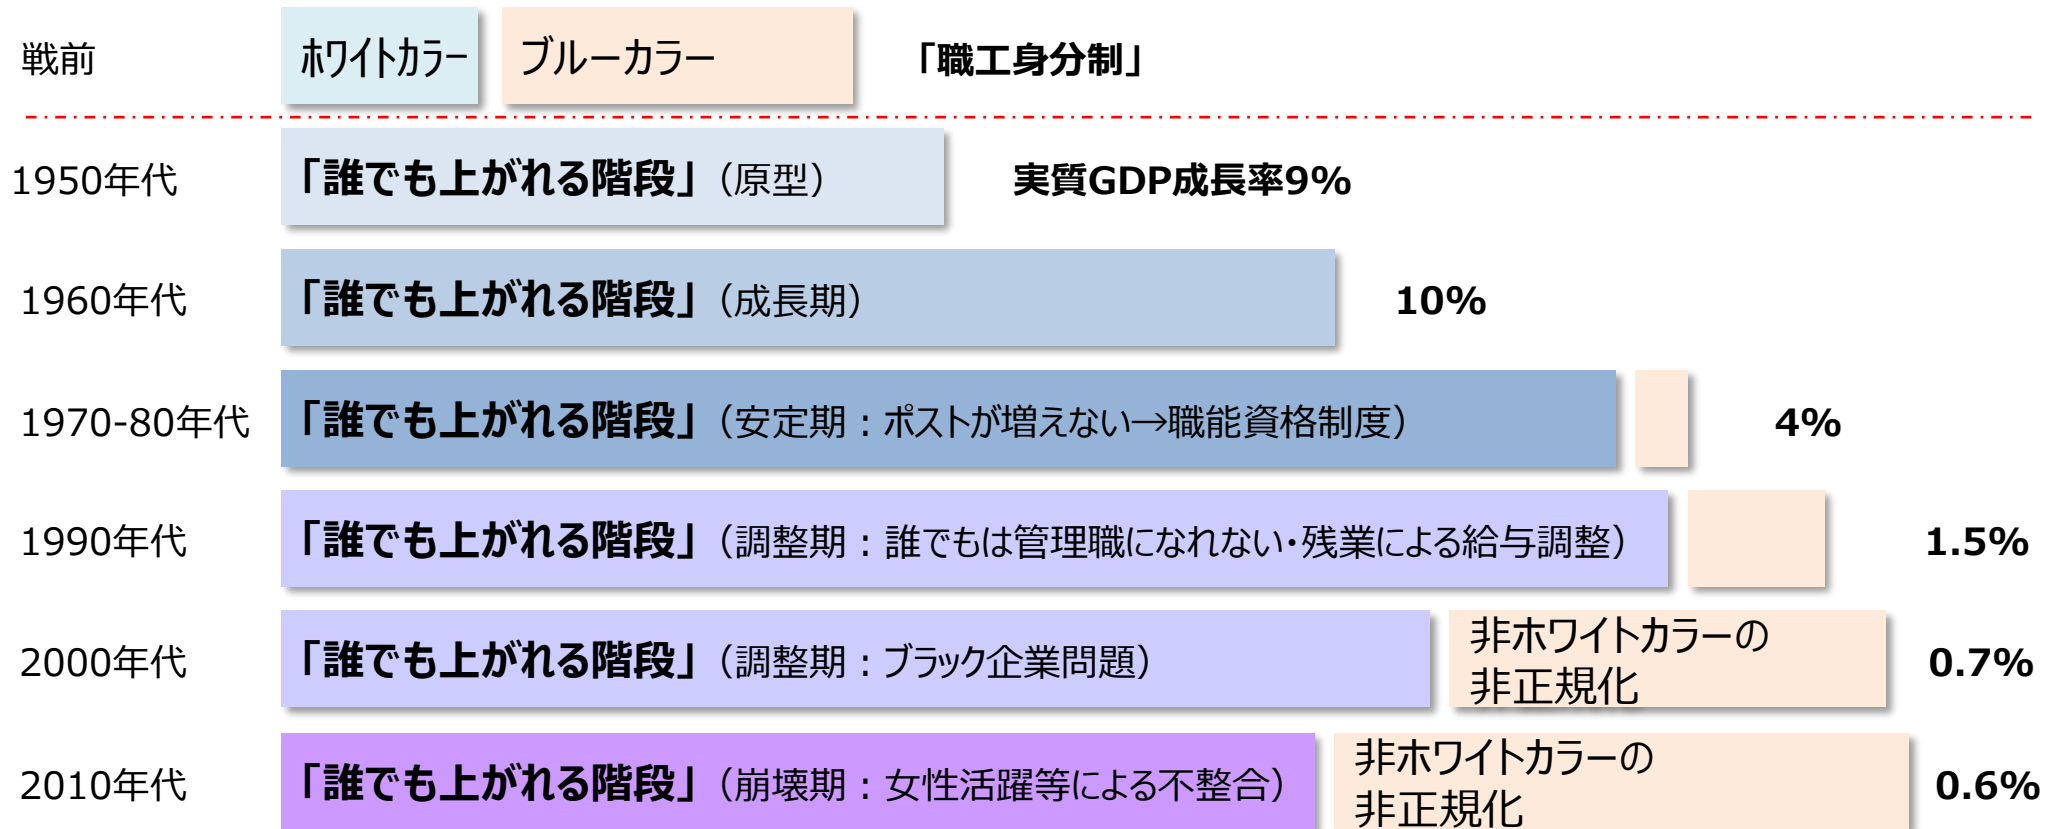 戦前
ホワイトカラー
ブルーカラー
「職工身分制」
1950年代
「誰でも上がれる階段」（原型）
実質GDP成長率9%
1960年代
「誰でも上がれる階段」（成長期）
10%
1970-80年代
「誰でも上がれる階段」（安定期：ポストが増えない→職能資格制度）
4%
1990年代
「誰でも上がれる階段」（調整期：誰でもは管理職になれない・残業による給与調整）
1.5%
2000年代
「誰でも上がれる階段」（調整期：ブラック企業問題）
非ホワイトカラーの
非正規化
0.7%
2010年代
「誰でも上がれる階段」（崩壊期：女性活躍等による不整合）
非ホワイトカラーの
非正規化
0.6%